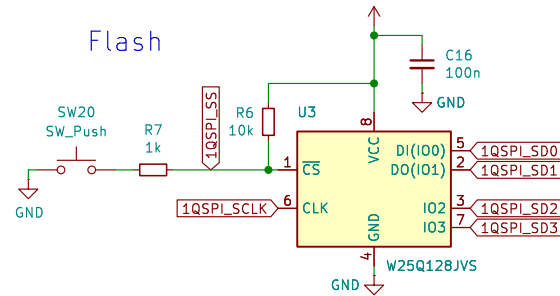 Flash
C16
100n
GND
SW20
SW_Push
R7
1k
1QSPI_SS
R6
10k
U3
8
VCC
1
CS
6
CLK
1QSPI_SCLK
GND
DI(IO0)
5
1QSPI_SD0
DO(IO1)
2
1QSPI_SD1
IO2
3
1QSPI_SD2
IO3
7
1QSPI_SD3
GND
4
W25Q128JVS
GND